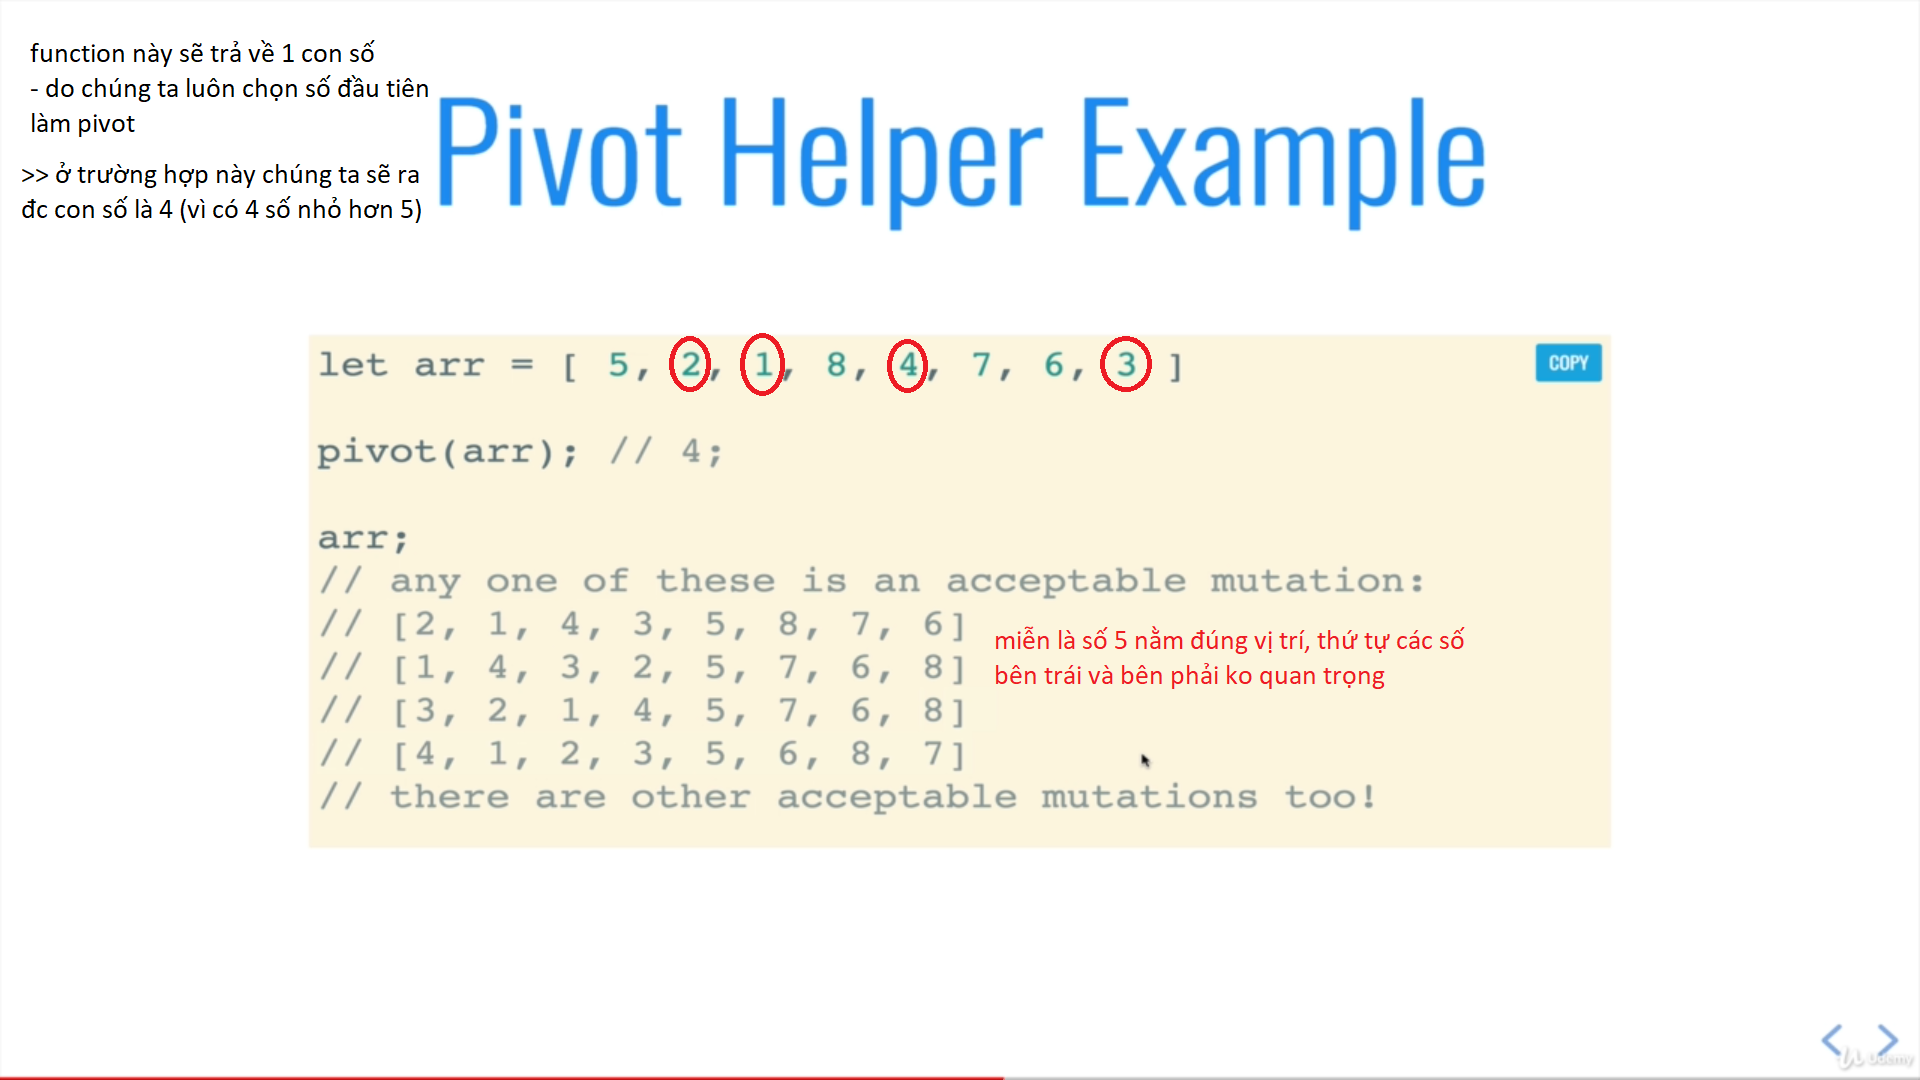 function này sẽ trả về 1 con số
- do chúng ta luôn chọn số đầu tiên
làm pivot
>> ở trường hợp này chúng ta sẽ ra
đc con số là 4 (vì có 4 số nhỏ hơn 5)
Pivot Helper Example
let arr = [ 5, 2, 1, 8, 4, 7, 6, 3 ]
COPY
pivot(arr); // 4;
arr;
// any one of these is an acceptable mutation:
// [2, 1, 4, 3, 5, 8, 7, 6]
// [1, 4, 3, 2, 5, 7, 6, 8]
// [3, 2, 1, 4, 5, 7, 6, 8]
// [4, 1, 2, 3, 5, 6, 8, 7]
// there are other acceptable mutations too!
miễn là số 5 nằm đúng vị trí, thứ tự các số
bên trái và bên phải ko quan trọng
Udemy